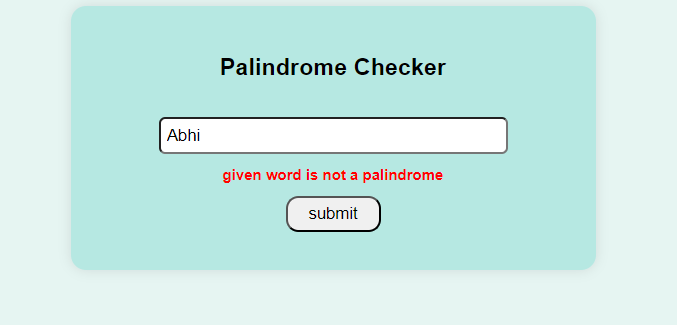 Palindrome Checker
Abhi
given word is not a palindrome
submit